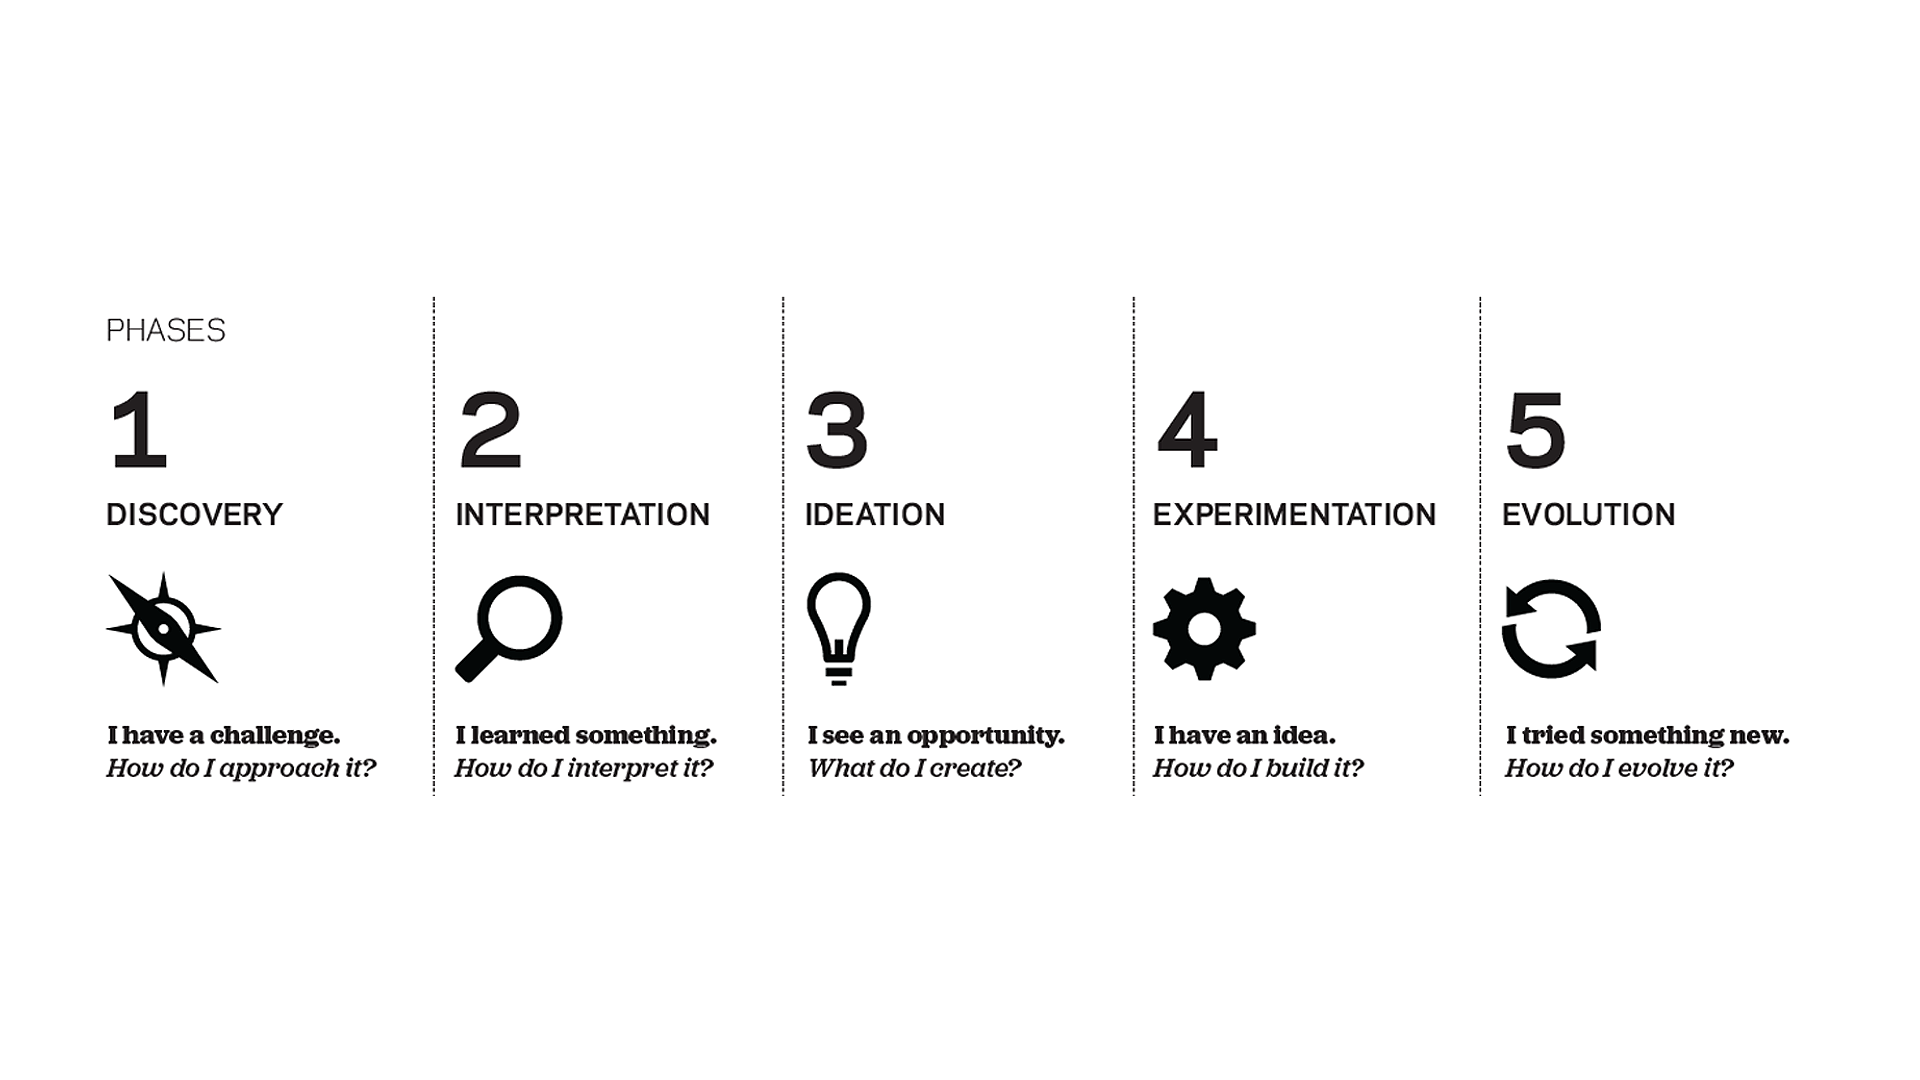 PHASES
1
DISCOVERY
I have a challenge.
How do I approach it?
2
INTERPRETATION
I learned something.
How do I interpret it?
3
IDEATION
I see an opportunity.
What do I create?
4
EXPERIMENTATION
I have an idea.
How do I build it?
5
EVOLUTION
I tried something new.
How do I evolve it?